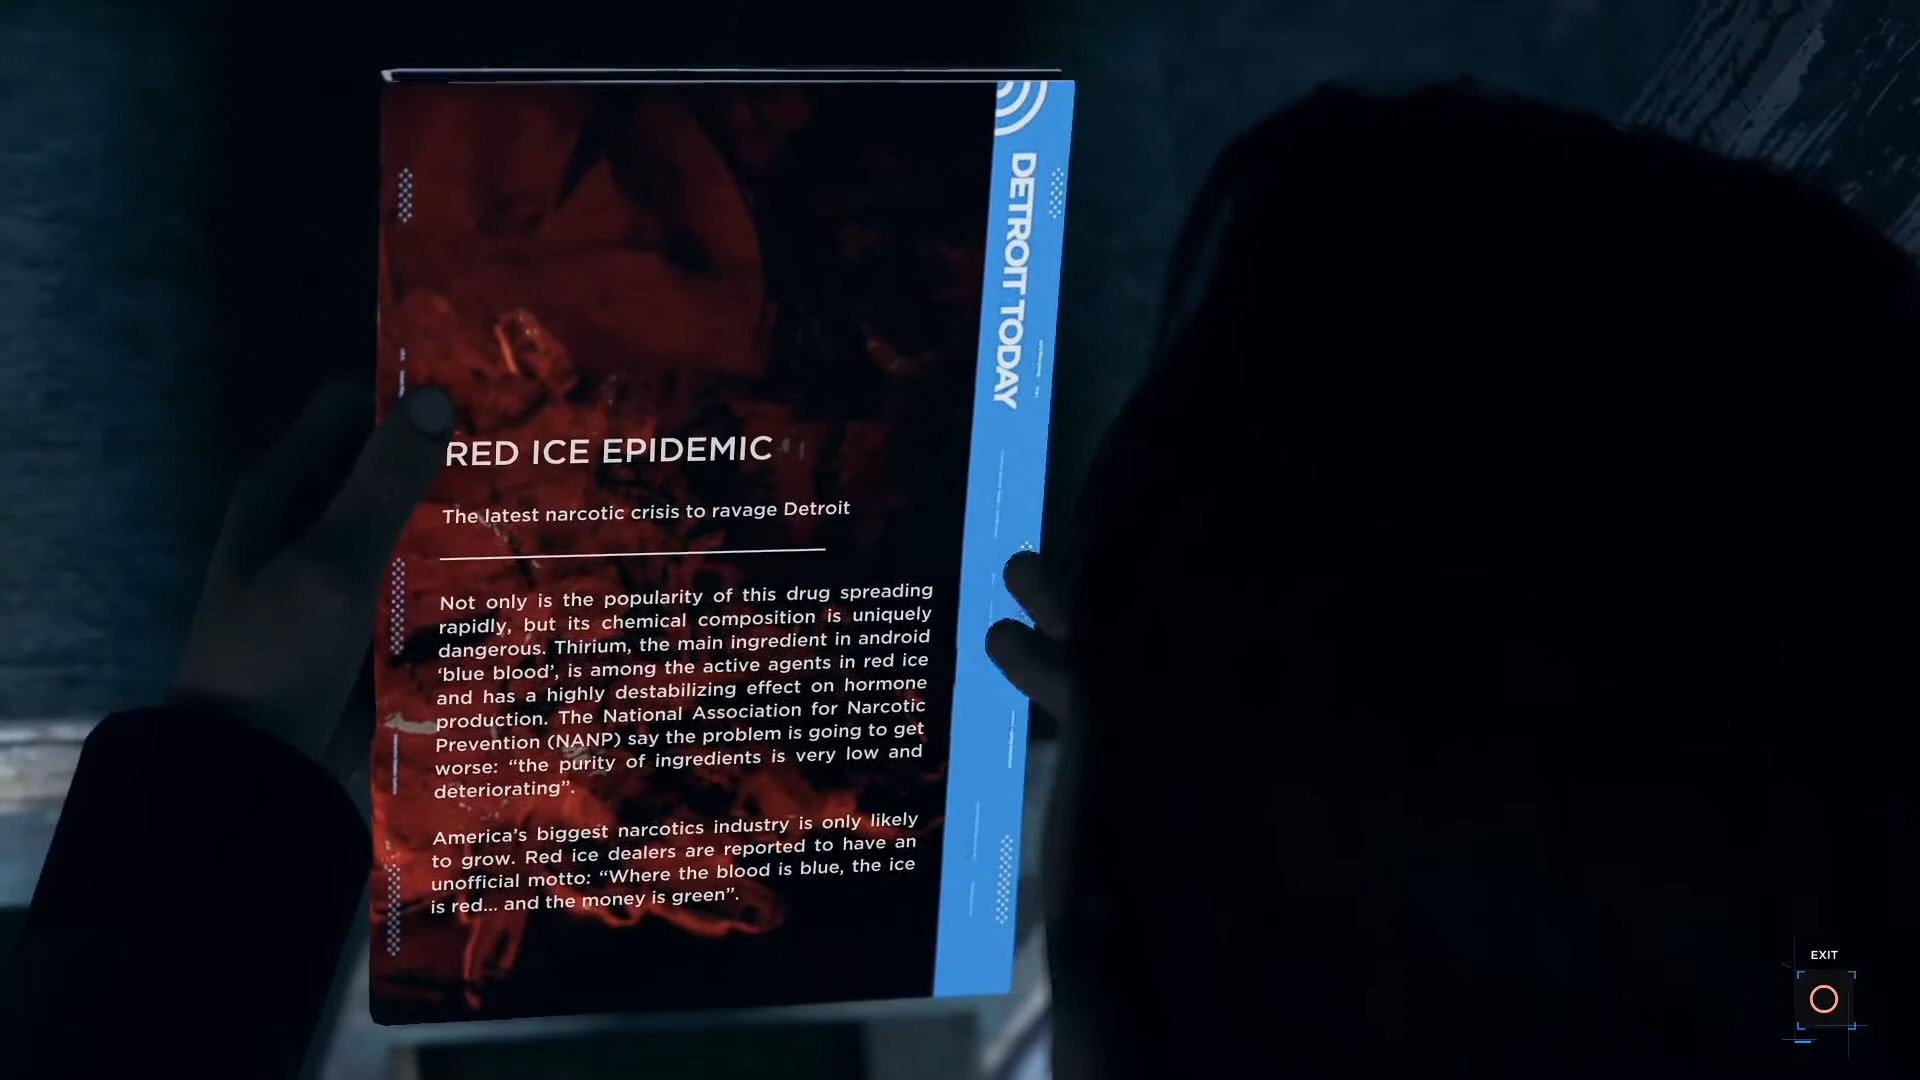 DETROIT TODAY
RED ICE EPIDEMIC
The latest narcotic crisis to ravage Detroit
Not only is the popularity of this drug spreading
rapidly, but its chemical composition is uniquely
dangerous. Thirium, the main ingredient in android
‘blue blood’, is among the active agents in red ice
and has a highly destabilizing effect on hormone
production. The National Association for Narcotic
Prevention (NANP) say the problem is going to get
worse: “the purity of ingredients is very low and
deteriorating”.
America’s biggest narcotics industry is only likely
to grow. Red ice dealers are reported to have an
unofficial motto: “Where the blood is blue, the ice
is red... and the money is green”.
EXIT